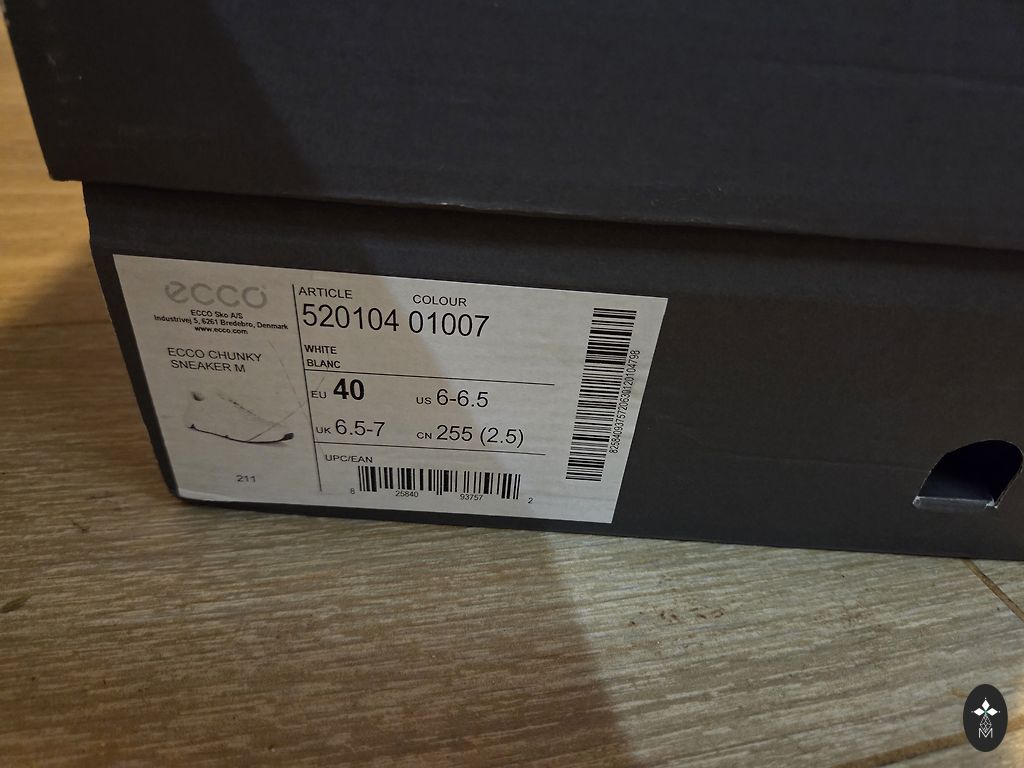 ecco
ECCO Sko A/S
Industrivej 5, 6261 Bredebro, Denmark
www.ecco.com
ECCO CHUNKY
SNEAKER M
211
ARTICLE COLOUR
520104 01007
WHITE
BLANC
EU 40 US 6-6.5
UK 6.5-7 CN 255 (2.5)
UPC/EAN
8 25840 93757 2
M